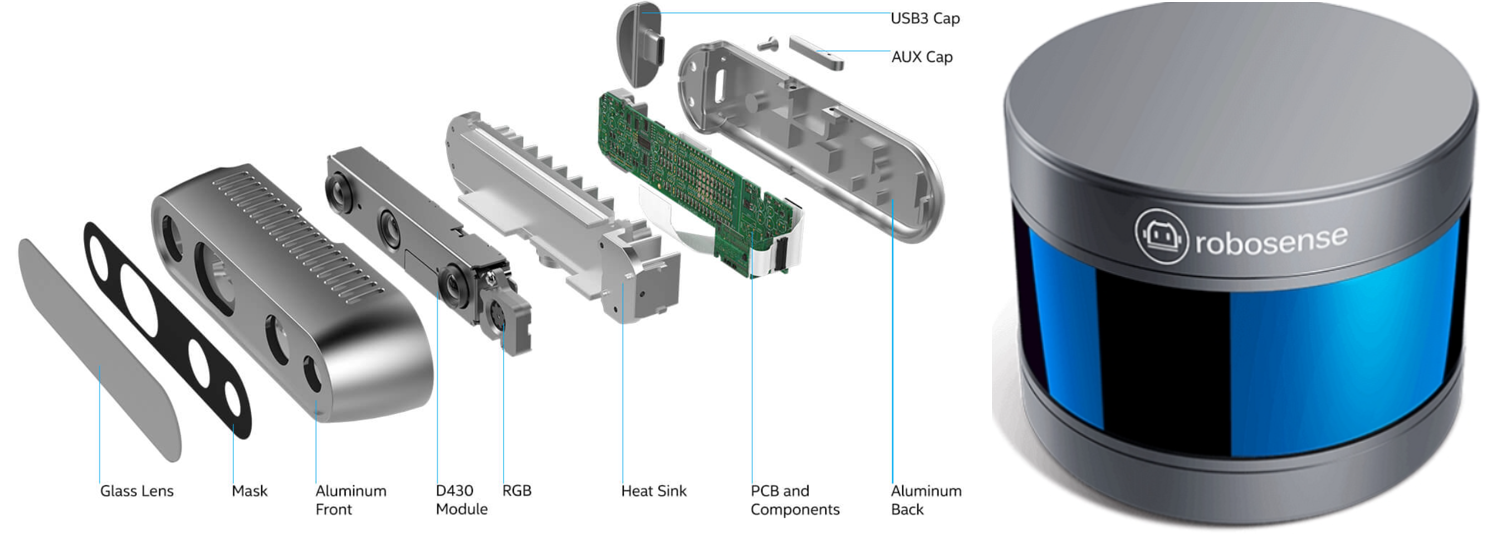 USB3 Cap
AUX Cap
robosense
Glass Lens
Mask
Aluminum
Front
D430
Module
RGB
Heat Sink
PCB and
Components
Aluminum
Back